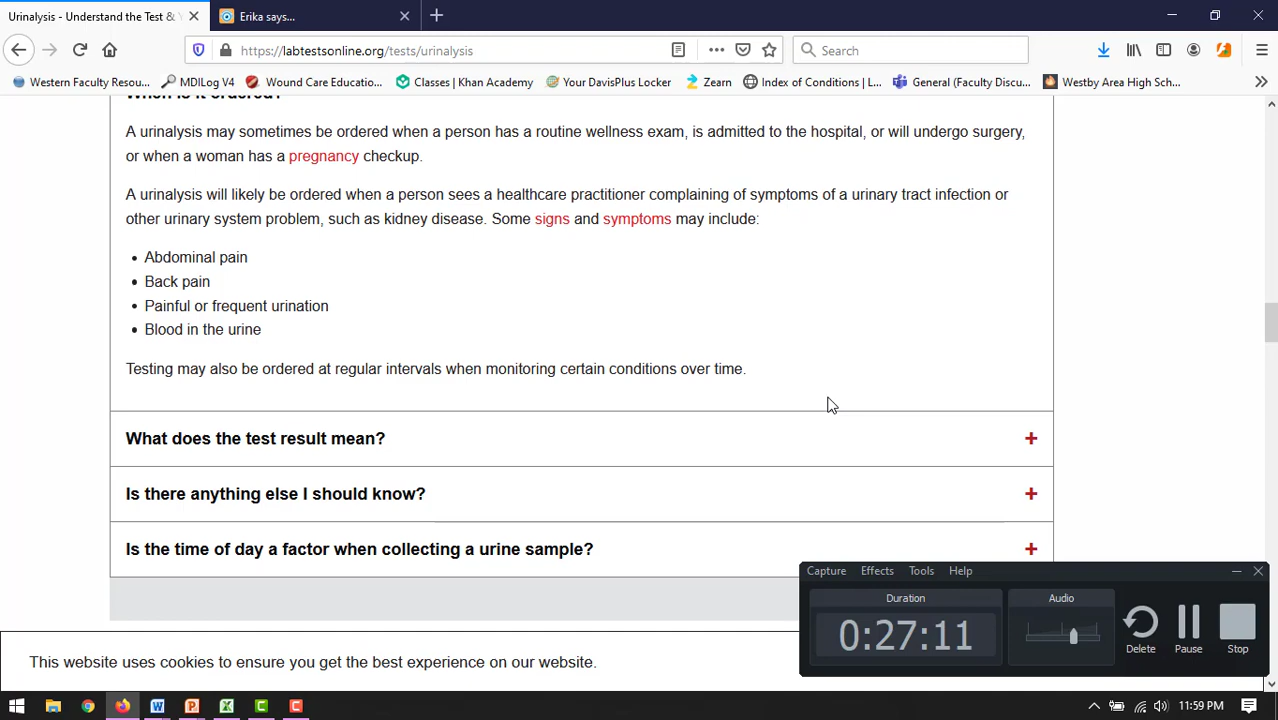 Urinalysis - Understand the Test & Y
Erika says...
https://labtestsonline.org/tests/urinalysis
Search
Western Faculty Resou...
MDILog V4
Wound Care Educatio...
Classes | Khan Academy
Your DavisPlus Locker
Zearn
Index of Conditions | L...
General (Faculty Discu...
Westby Area High Sch...
When is it ordered?
A urinalysis may sometimes be ordered when a person has a routine wellness exam, is admitted to the hospital, or will undergo surgery,
or when a woman has a pregnancy checkup.
A urinalysis will likely be ordered when a person sees a healthcare practitioner complaining of symptoms of a urinary tract infection or
other urinary system problem, such as kidney disease. Some signs and symptoms may include:
• Abdominal pain
• Back pain
• Painful or frequent urination
• Blood in the urine
Testing may also be ordered at regular intervals when monitoring certain conditions over time.
What does the test result mean? +
Is there anything else I should know? +
Is the time of day a factor when collecting a urine sample? +
Capture Effects Tools Help
Duration
Audio
0:27:11
Delete
Pause
Stop
This website uses cookies to ensure you get the best experience on our website.
11:59 PM